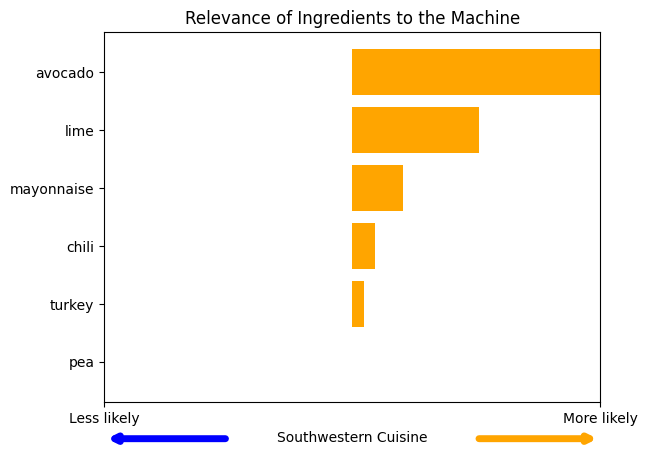 Relevance of Ingredients to the Machine
avocado
lime
mayonnaise
chili
turkey
pea
Less likely More likely
Southwestern Cuisine